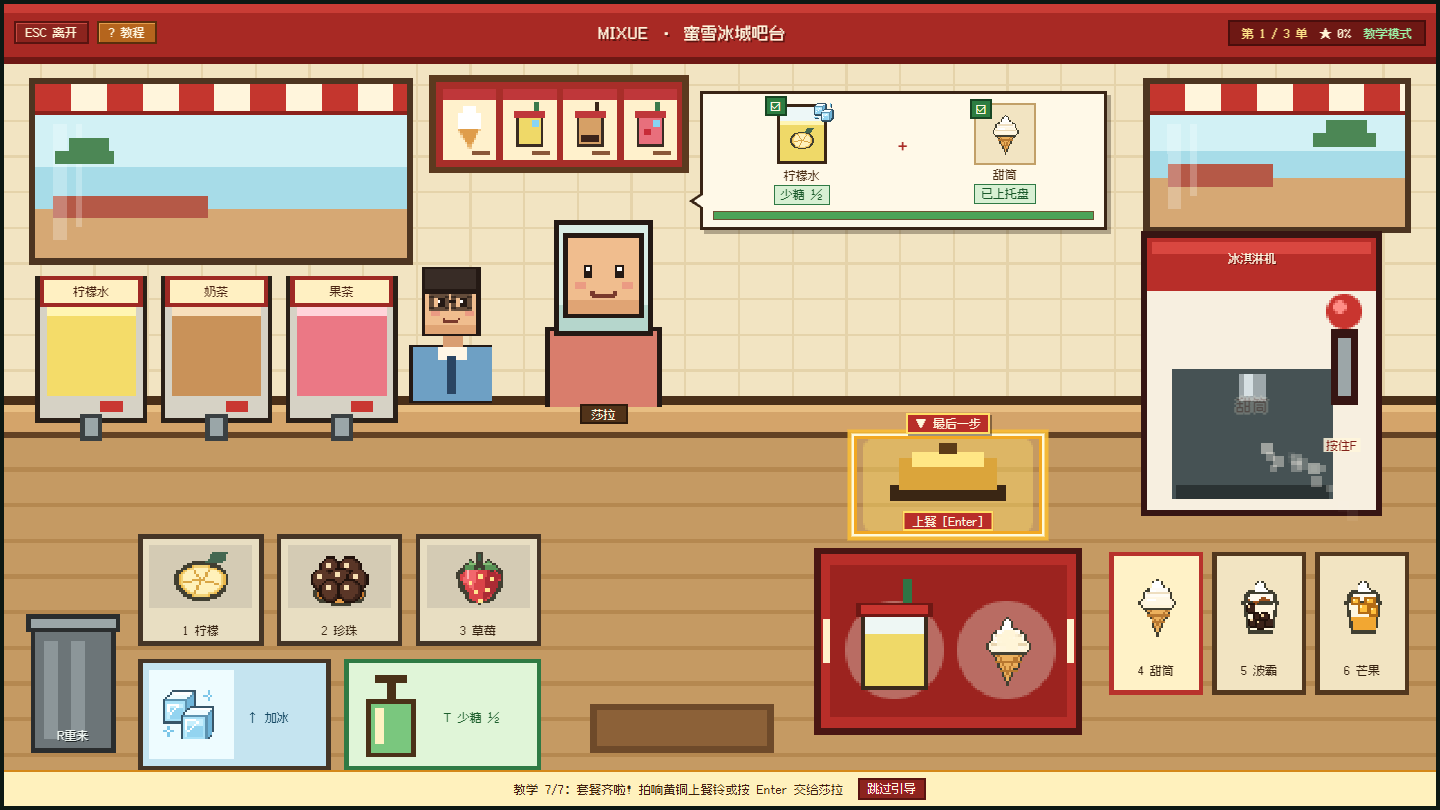 ESC 离开
? 教程
MIXUE · 蜜雪冰城吧台
第 1 / 3 单 ★ 0% 教学模式
柠檬水
+
甜筒
少糖 ½
已上托盘
冰淇淋机
柠檬水
奶茶
果茶
莎拉
甜筒
按住F
▼ 最后一步
上餐 [Enter]
1 柠檬
2 珍珠
3 草莓
4 甜筒
5 波霸
6 芒果
↑ 加冰
T 少糖 ½
R重来
教学 7/7: 套餐齐啦! 拍响黄铜上餐铃或按 Enter 交给莎拉
跳过引导